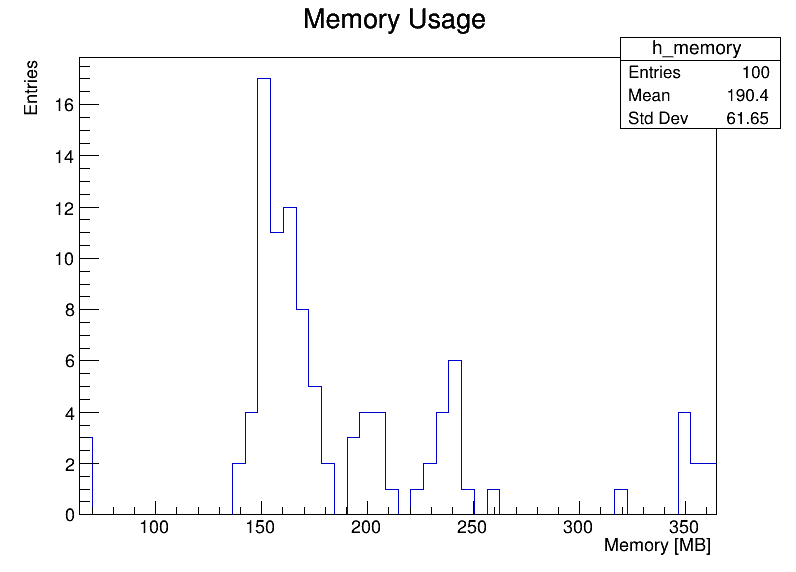 Memory Usage
h_memory
Entries 100
Mean 190.4
Std Dev 61.65
Entries
16
14
12
10
8
6
4
2
0
100 150 200 250 300 350
Memory [MB]